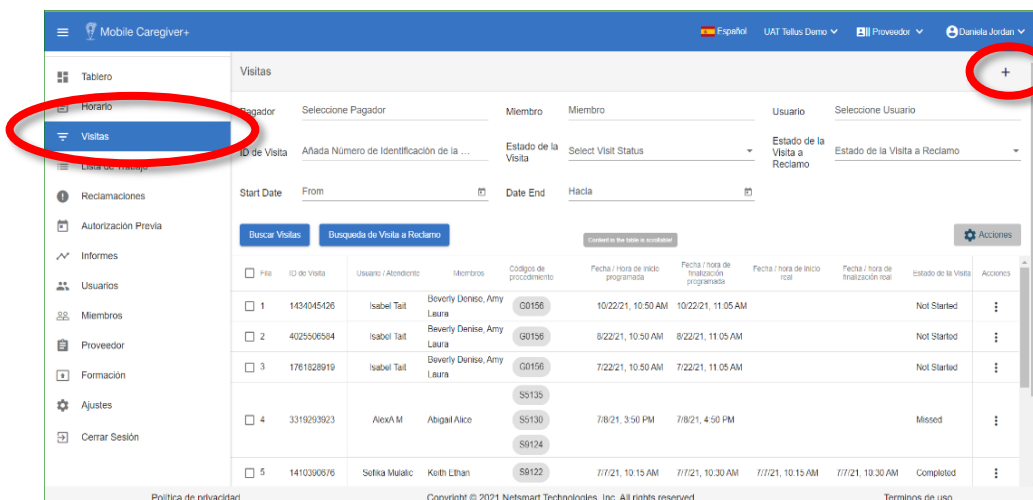 Mobile Caregiver+
Español
UAT Tellus Demo
Proveedor
Daniela Jordan
Tablero
Horario
Visitas
Lista de Trabajo
Reclamaciones
Autorización Previa
Informes
Usuarios
Miembros
Proveedor
Formación
Ajustes
Cerrar Sesión
Visitas
+
Pagador Seleccione Pagador Miembro Miembro Usuario Seleccione Usuario
ID de Visita Añada Número de Identificación de la ... Estado de la Visita Select Visit Status Estado de la Visita a Reclamo Estado de la Visita a Reclamo
Start Date From Date End Hacia
Buscar Visitas Busqueda de Visita a Reclamo Content in the table is scrollable! Acciones
Fila ID de Visita Usuario / Atendiente Miembros Códigos de procedimiento Fecha / Hora de inicio programada Fecha / hora de finalización programada Fecha / hora de inicio real Fecha / hora de finalización real Estado de la Visita Acciones
1 1434045426 Isabel Tait Beverly Denise, Amy Laura G0156 10/22/21, 10:50 AM 10/22/21, 11:05 AM Not Started
2 4025506584 Isabel Tait Beverly Denise, Amy Laura G0156 8/22/21, 10:50 AM 8/22/21, 11:05 AM Not Started
3 1761828919 Isabel Tait Beverly Denise, Amy Laura G0156 7/22/21, 10:50 AM 7/22/21, 11:05 AM Not Started
4 3319293923 AlexA M Abigail Alice S5135 S5130 S9124 7/8/21, 3:50 PM 7/8/21, 4:50 PM Missed
5 1410390676 Sefika Mulalic Keith Ethan S9122 7/7/21, 10:15 AM 7/7/21, 10:30 AM 7/7/21, 10:15 AM 7/7/21, 10:30 AM Completed
Política de privacidad Copyright © 2021 Netsmart Technologies, Inc. All rights reserved. Terminos de uso